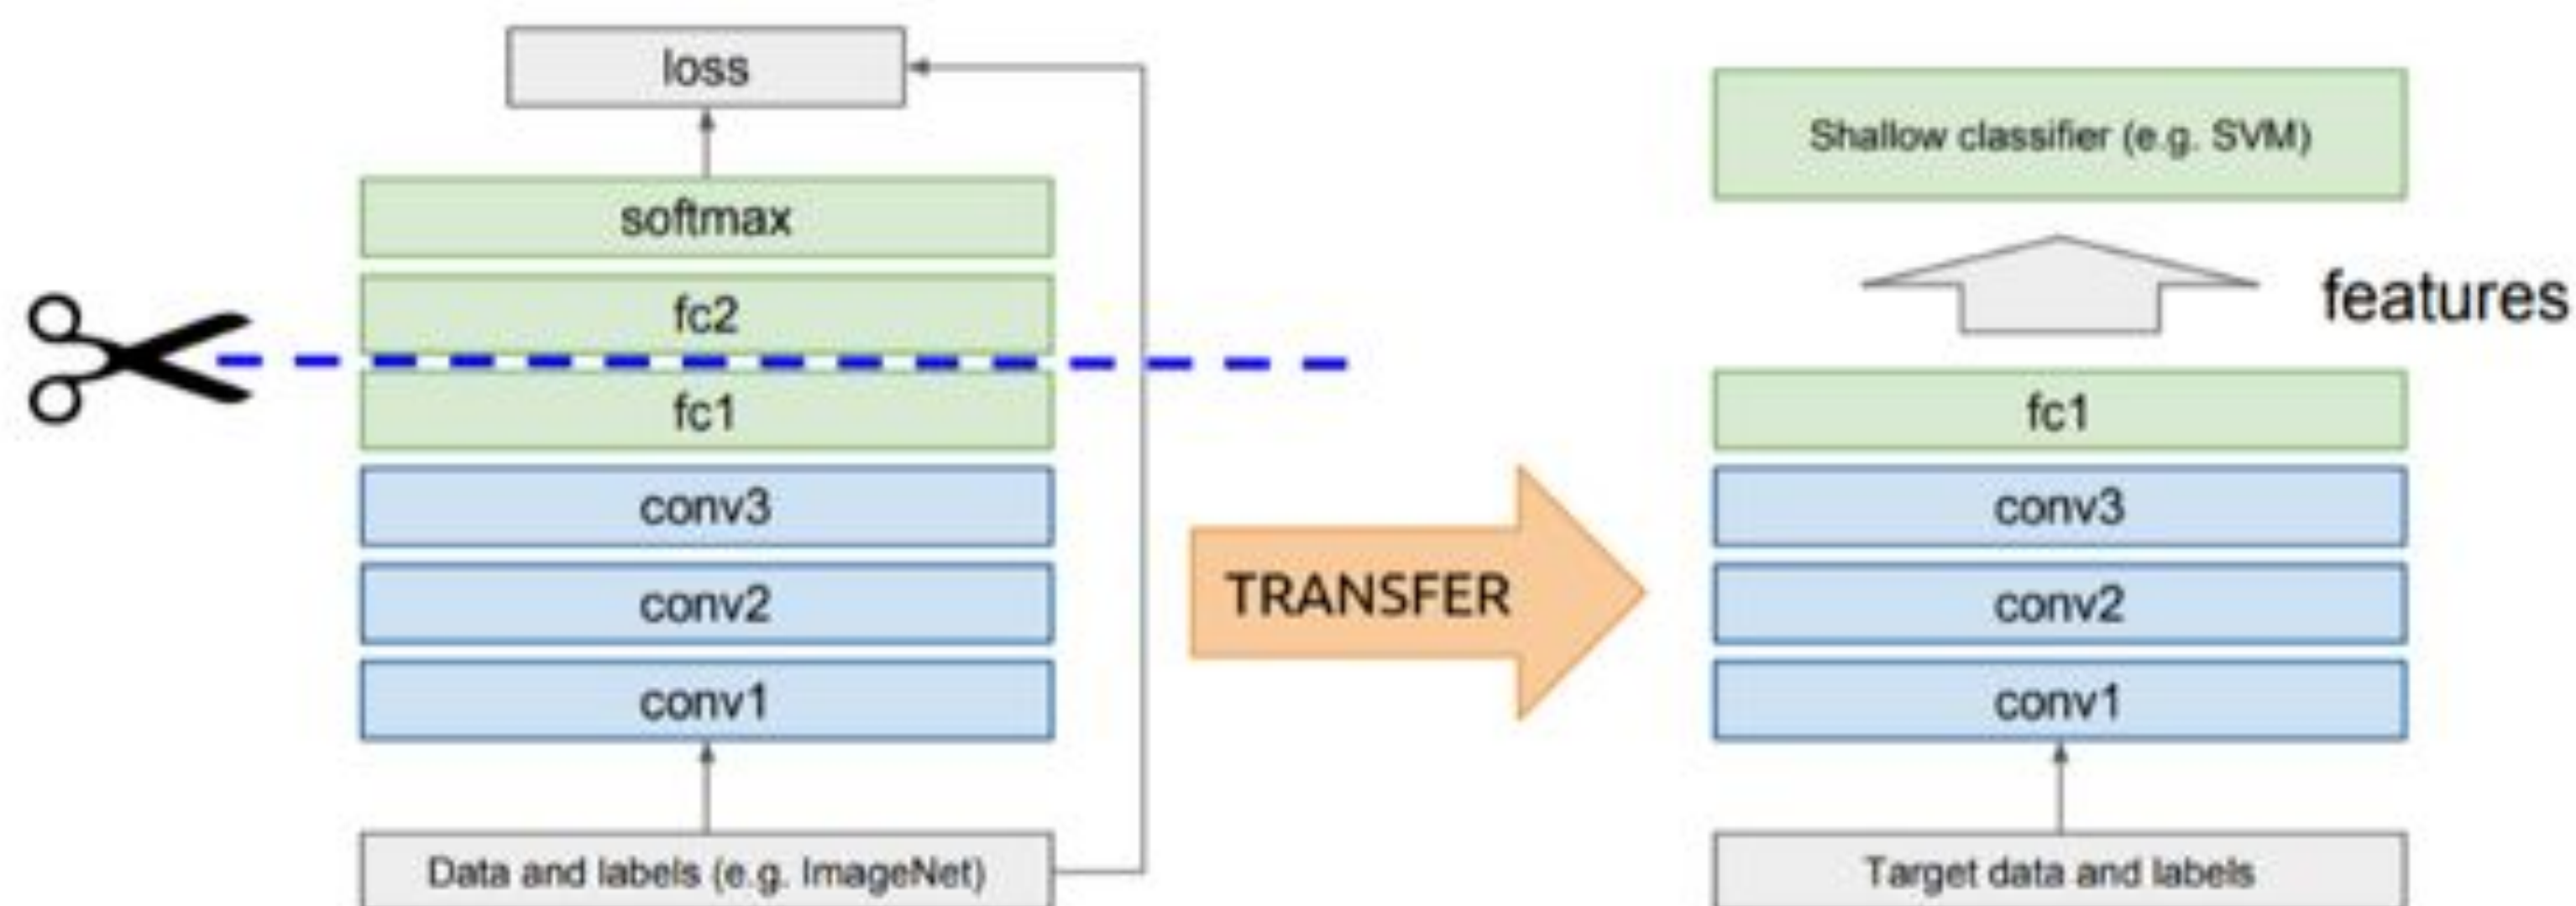 loss
softmax
fc2
fc1
conv3
conv2
conv1
Data and labels (e.g. ImageNet)
TRANSFER
Shallow classifier (e.g. SVM)
features
fc1
conv3
conv2
conv1
Target data and labels